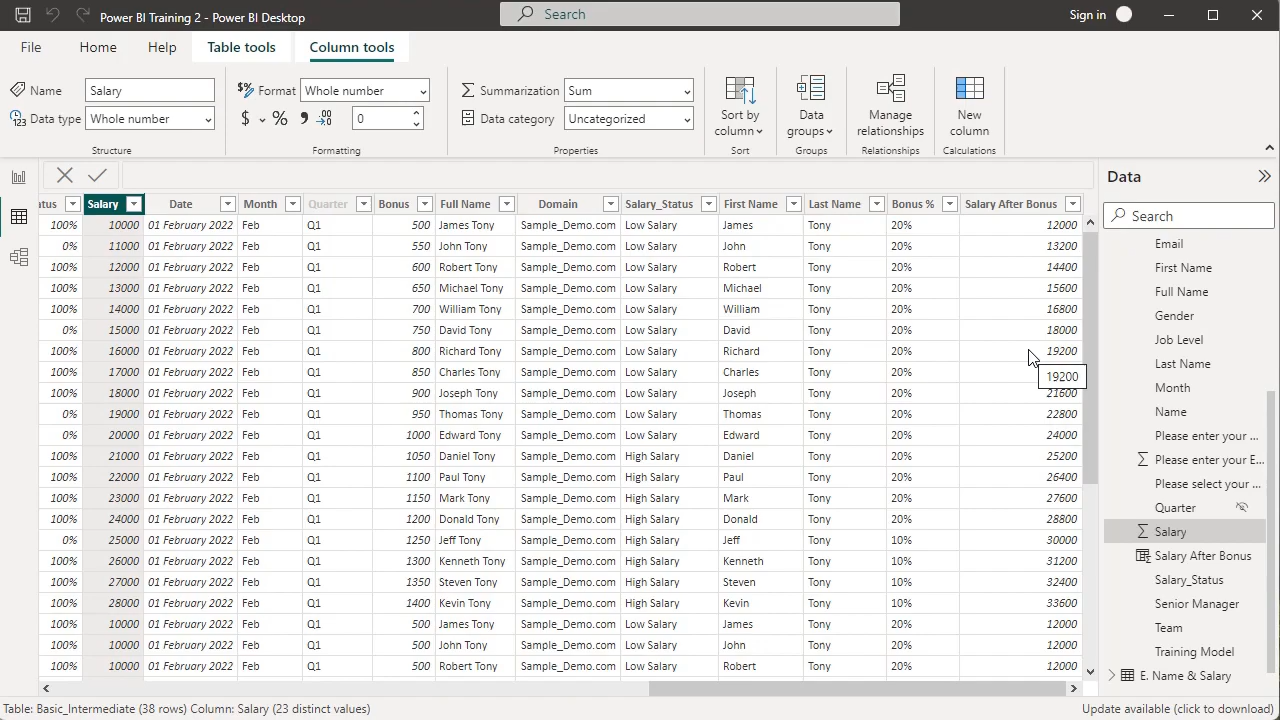 Power BI Training 2 - Power BI Desktop
Search
Sign in
File
Home
Help
Table tools
Column tools
Name
Salary
$% Format
Whole number
Summarization
Sum
Data type
Whole number
$ %
0
Data category
Uncategorized
Sort by column
Data groups
Manage relationships
New column
Structure
Formatting
Properties
Sort
Groups
Relationships
Calculations
atus Salary Date Month Quarter Bonus Full Name Domain Salary_Status First Name Last Name Bonus % Salary After Bonus
100% 10000 01 February 2022 Feb Q1 500 James Tony Sample_Demo.com Low Salary James Tony 20% 12000
0% 11000 01 February 2022 Feb Q1 550 John Tony Sample_Demo.com Low Salary John Tony 20% 13200
100% 12000 01 February 2022 Feb Q1 600 Robert Tony Sample_Demo.com Low Salary Robert Tony 20% 14400
100% 13000 01 February 2022 Feb Q1 650 Michael Tony Sample_Demo.com Low Salary Michael Tony 20% 15600
100% 14000 01 February 2022 Feb Q1 700 William Tony Sample_Demo.com Low Salary William Tony 20% 16800
0% 15000 01 February 2022 Feb Q1 750 David Tony Sample_Demo.com Low Salary David Tony 20% 18000
100% 16000 01 February 2022 Feb Q1 800 Richard Tony Sample_Demo.com Low Salary Richard Tony 20% 19200
100% 17000 01 February 2022 Feb Q1 850 Charles Tony Sample_Demo.com Low Salary Charles Tony 20%
19200
100% 18000 01 February 2022 Feb Q1 900 Joseph Tony Sample_Demo.com Low Salary Joseph Tony 20% 21600
0% 19000 01 February 2022 Feb Q1 950 Thomas Tony Sample_Demo.com Low Salary Thomas Tony 20% 22800
0% 20000 01 February 2022 Feb Q1 1000 Edward Tony Sample_Demo.com Low Salary Edward Tony 20% 24000
100% 21000 01 February 2022 Feb Q1 1050 Daniel Tony Sample_Demo.com High Salary Daniel Tony 20% 25200
100% 22000 01 February 2022 Feb Q1 1100 Paul Tony Sample_Demo.com High Salary Paul Tony 20% 26400
100% 23000 01 February 2022 Feb Q1 1150 Mark Tony Sample_Demo.com High Salary Mark Tony 20% 27600
100% 24000 01 February 2022 Feb Q1 1200 Donald Tony Sample_Demo.com High Salary Donald Tony 20% 28800
0% 25000 01 February 2022 Feb Q1 1250 Jeff Tony Sample_Demo.com High Salary Jeff Tony 10% 30000
100% 26000 01 February 2022 Feb Q1 1300 Kenneth Tony Sample_Demo.com High Salary Kenneth Tony 10% 31200
100% 27000 01 February 2022 Feb Q1 1350 Steven Tony Sample_Demo.com High Salary Steven Tony 10% 32400
100% 28000 01 February 2022 Feb Q1 1400 Kevin Tony Sample_Demo.com High Salary Kevin Tony 10% 33600
100% 10000 01 February 2022 Feb Q1 500 James Tony Sample_Demo.com Low Salary James Tony 20% 12000
100% 10000 01 February 2022 Feb Q1 500 John Tony Sample_Demo.com Low Salary John Tony 20% 12000
100% 10000 01 February 2022 Feb Q1 500 Robert Tony Sample_Demo.com Low Salary Robert Tony 20% 12000
Data
Search
Email
First Name
Full Name
Gender
Job Level
Last Name
Month
Name
Please enter your ...
Please enter your E...
Please select your ...
Quarter
Salary
Salary After Bonus
Salary_Status
Senior Manager
Team
Training Model
E. Name & Salary
Table: Basic_Intermediate (38 rows) Column: Salary (23 distinct values)
Update available (click to download)